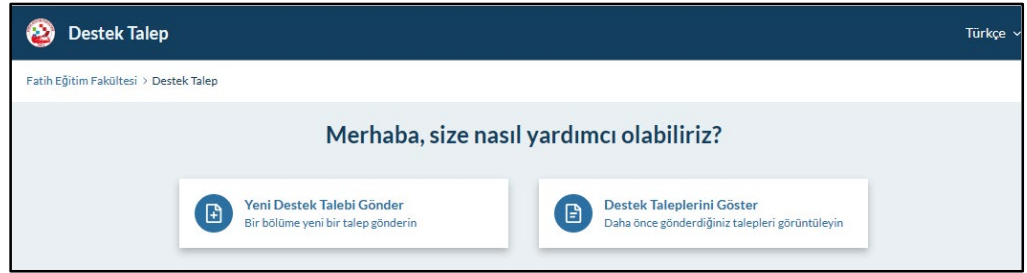 Destek Talep
Türkçe
Fatih Eğitim Fakültesi > Destek Talep
Merhaba, size nasıl yardımcı olabiliriz?
Yeni Destek Talebi Gönder
Bir bölüme yeni bir talep gönderin
Destek Taleplerini Göster
Daha önce gönderdiğiniz talepleri görüntüleyin